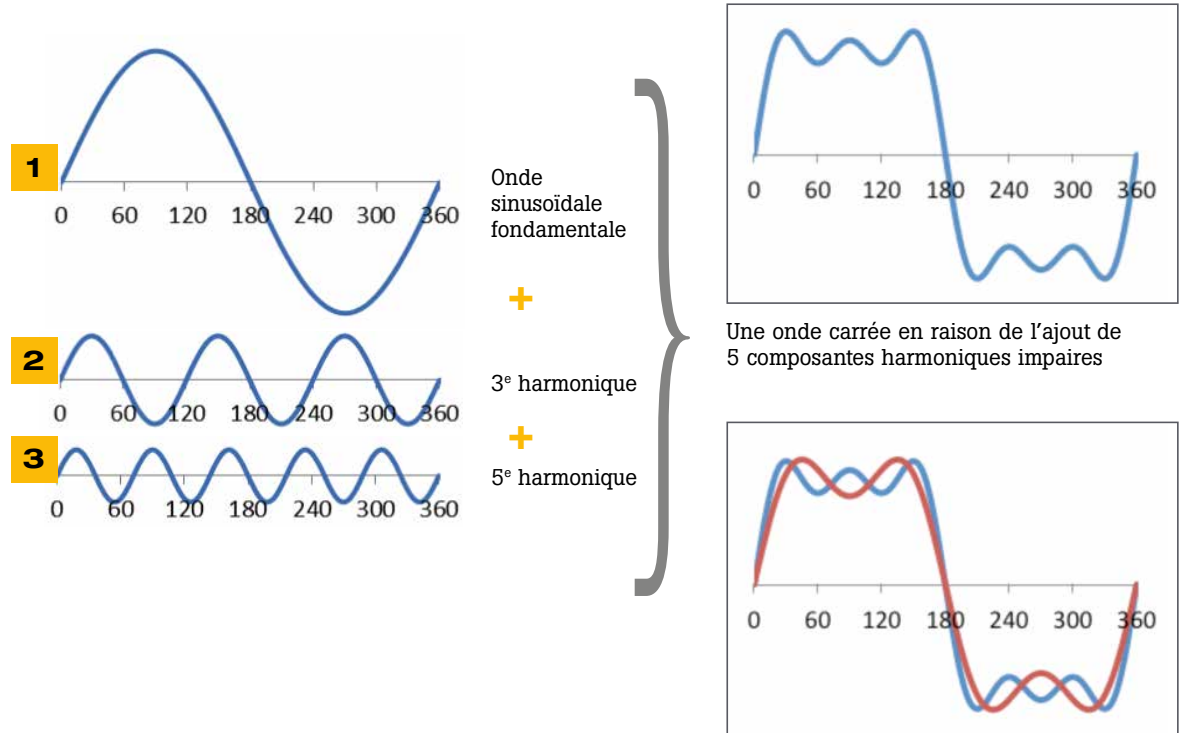 1
0 60 120 180 240 300 360
Onde
sinusoïdale
fondamentale
+
2
0 60 120 180 240 300 360
3e harmonique
+
3
0 60 120 180 240 300 360
5e harmonique
0 60 120 180 240 300 360
Une onde carrée en raison de l'ajout de
5 composantes harmoniques impaires
0 60 120 180 240 300 360